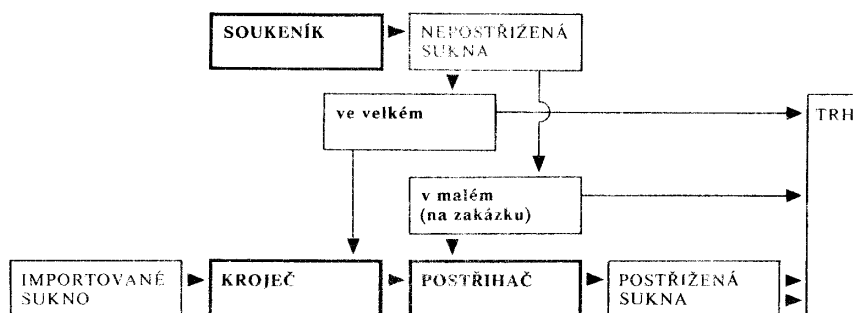 SOUKENÍK
NEPOSTŘIŽENÁ
SUKNA
ve velkém
TRH
v malém
(na zakázku)
IMPORTOVANÉ
SUKNO
KROJEČ
POSTŘIHAČ
POSTŘIŽENÁ
SUKNA